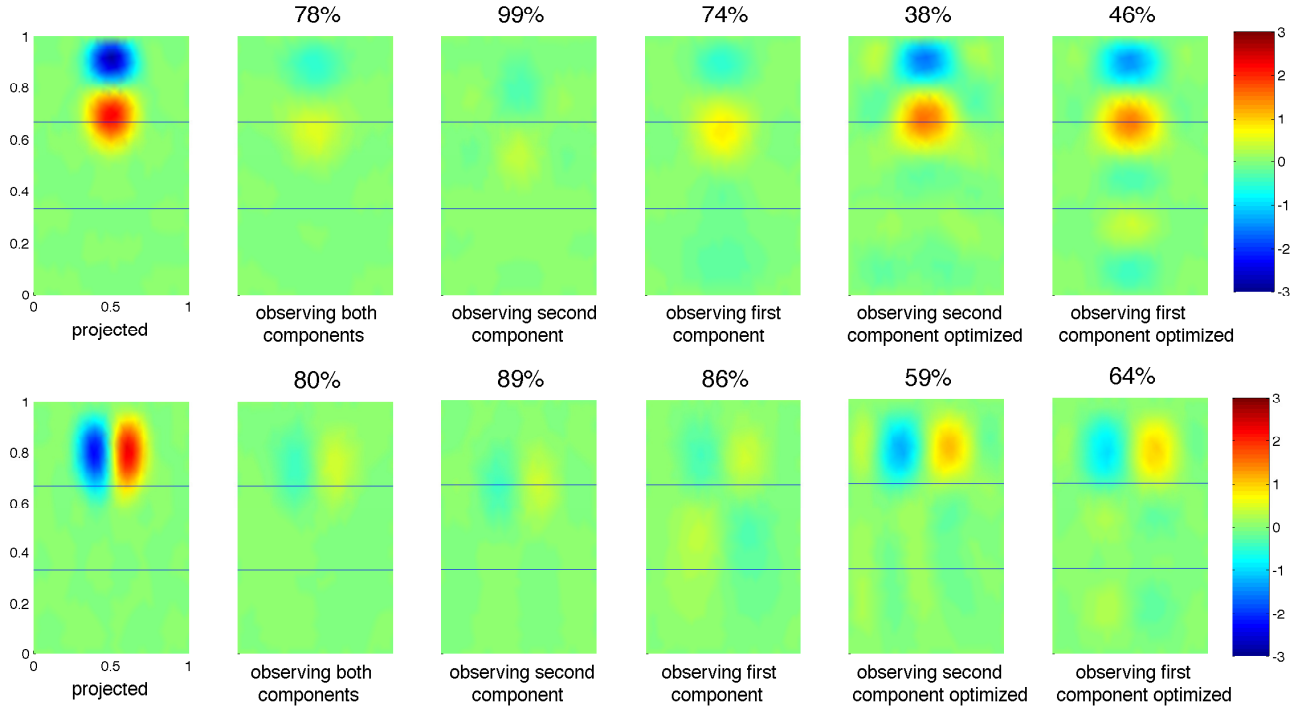 78% 99% 74% 38% 46%
1
0.8
0.6
0.4
0.2
0
0 0.5 1
3
2
1
0
-1
-2
-3
projected
observing both
components
observing second
component
observing first
component
observing second
component optimized
observing first
component optimized
80% 89% 86% 59% 64%
1
0.8
0.6
0.4
0.2
0
0 0.5 1
3
2
1
0
-1
-2
-3
projected
observing both
components
observing second
component
observing first
component
observing second
component optimized
observing first
component optimized